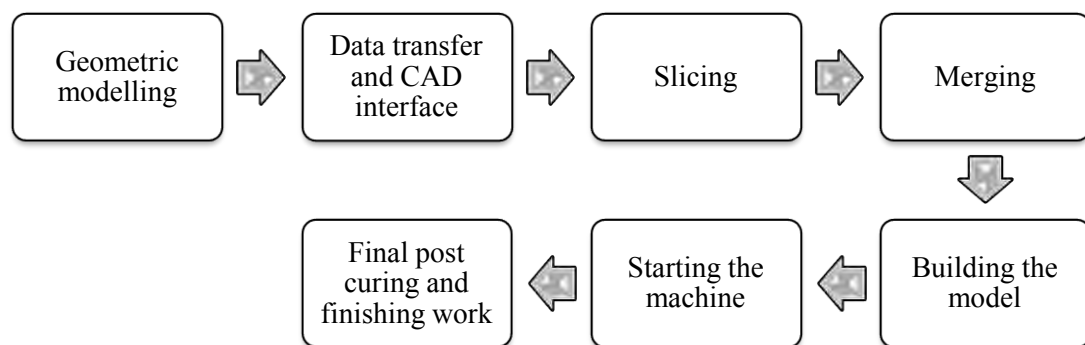 Geometric
modelling
Data transfer
and CAD
interface
Slicing
Merging
Building the
model
Starting the
machine
Final post
curing and
finishing work